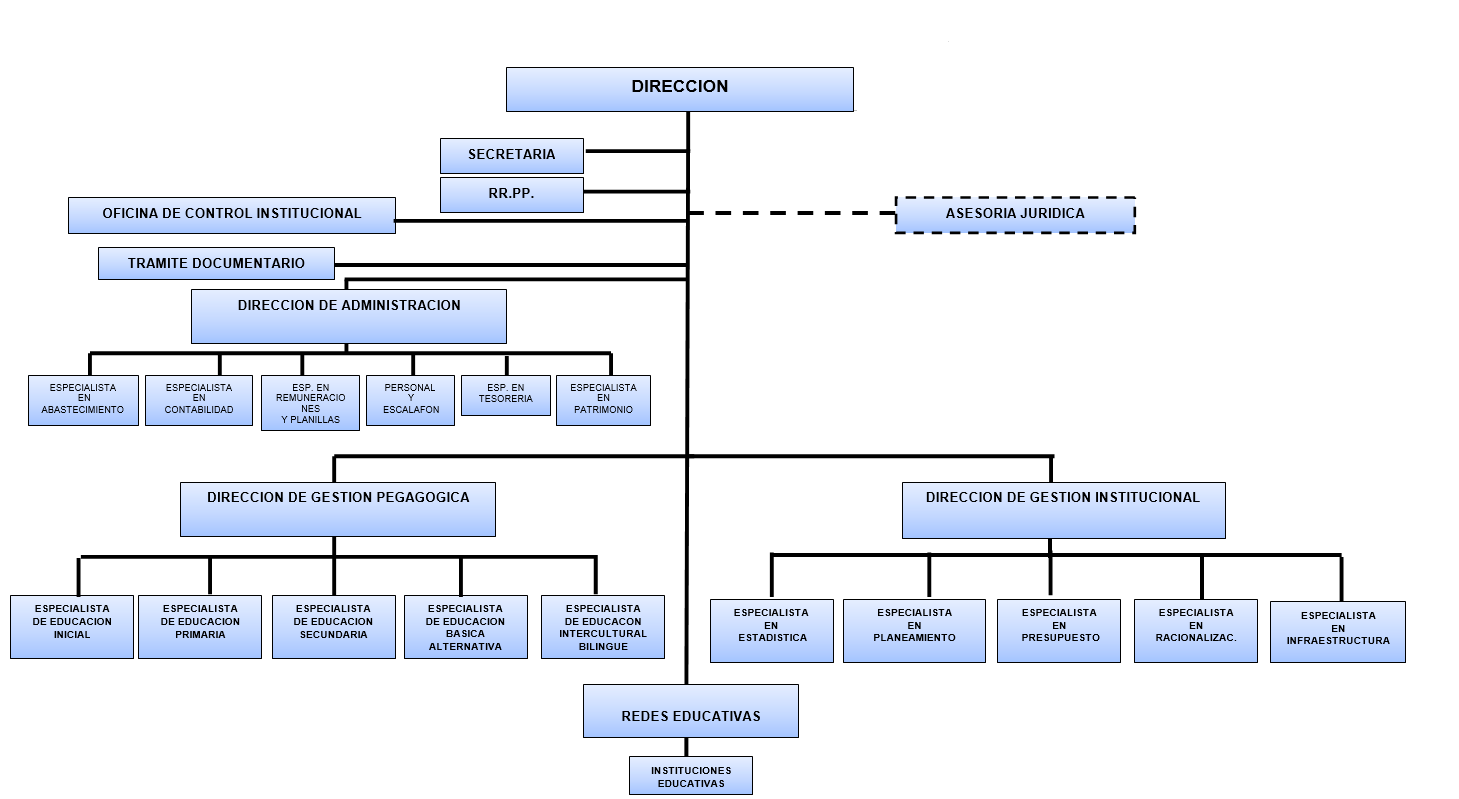 DIRECCION
SECRETARIA
RR.PP.
OFICINA DE CONTROL INSTITUCIONAL
ASESORIA JURIDICA
TRAMITE DOCUMENTARIO
DIRECCION DE ADMINISTRACION
ESPECIALISTA
EN
ABASTECIMIENTO
ESPECIALISTA
EN
CONTABILIDAD
ESP. EN
REMUNERACIO
NES
Y PLANILLAS
PERSONAL
Y
ESCALAFON
ESP. EN
TESORERIA
ESPECIALISTA
EN
PATRIMONIO
DIRECCION DE GESTION PEGAGOGICA
DIRECCION DE GESTION INSTITUCIONAL
ESPECIALISTA
DE EDUCACION
INICIAL
ESPECIALISTA
DE EDUCACION
PRIMARIA
ESPECIALISTA
DE EDUCACION
SECUNDARIA
ESPECIALISTA
DE EDUCACION
BASICA
ALTERNATIVA
ESPECIALISTA
DE EDUCACON
INTERCULTURAL
BILINGUE
ESPECIALISTA
EN
ESTADISTICA
ESPECIALISTA
EN
PLANEAMIENTO
ESPECIALISTA
EN
PRESUPUESTO
ESPECIALISTA
EN
RACIONALIZAC.
ESPECIALISTA
EN
INFRAESTRUCTURA
REDES EDUCATIVAS
INSTITUCIONES
EDUCATIVAS